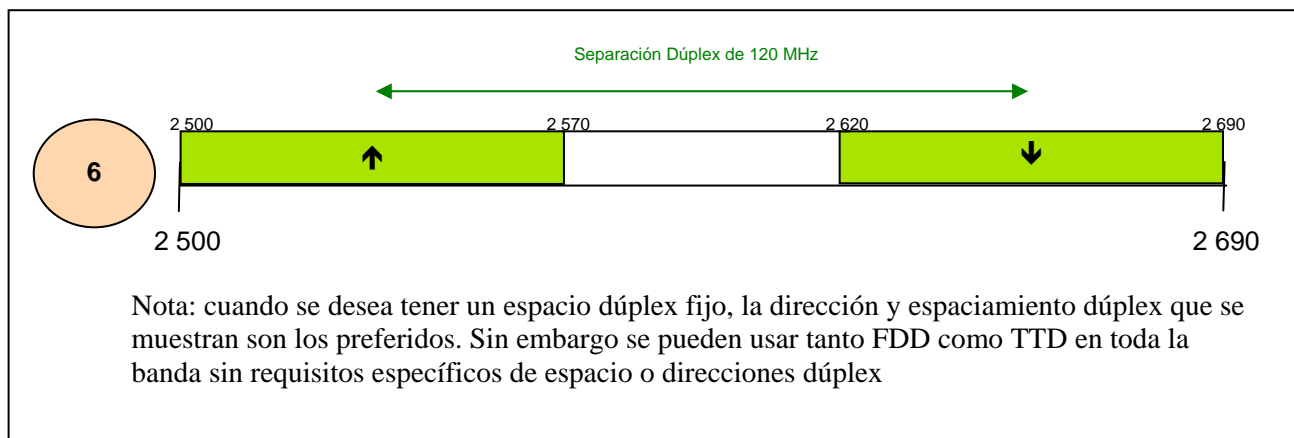 Separación Dúplex de 120 MHz
2 500 2 570 2 620 2 690
6
2 500 2 690
Nota: cuando se desea tener un espacio dúplex fijo, la dirección y espaciamiento dúplex que se
muestran son los preferidos. Sin embargo se pueden usar tanto FDD como TTD en toda la
banda sin requisitos específicos de espacio o direcciones dúplex